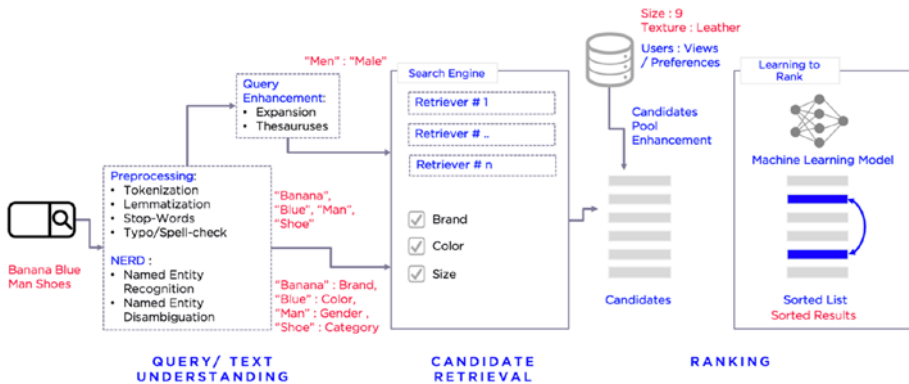 Banana Blue
Man Shoes
Preprocessing:
• Tokenization
• Lemmatization
• Stop-Words
• Typo/Spell-check
NERD :
• Named Entity
Recognition
• Named Entity
Disambiguation
Query
Enhancement:
• Expansion
• Thesauruses
"Men" : "Male"
"Banana",
"Blue", "Man",
"Shoe"
"Banana" : Brand,
"Blue" : Color,
"Man" : Gender ,
"Shoe" : Category
Search Engine
Retriever # 1
Retriever # ..
Retriever # n
Brand
Color
Size
Size : 9
Texture : Leather
Users : Views
/ Preferences
Candidates
Pool
Enhancement
Candidates
Learning to
Rank
Machine Learning Model
Sorted List
Sorted Results
QUERY/ TEXT
UNDERSTANDING
CANDIDATE
RETRIEVAL
RANKING